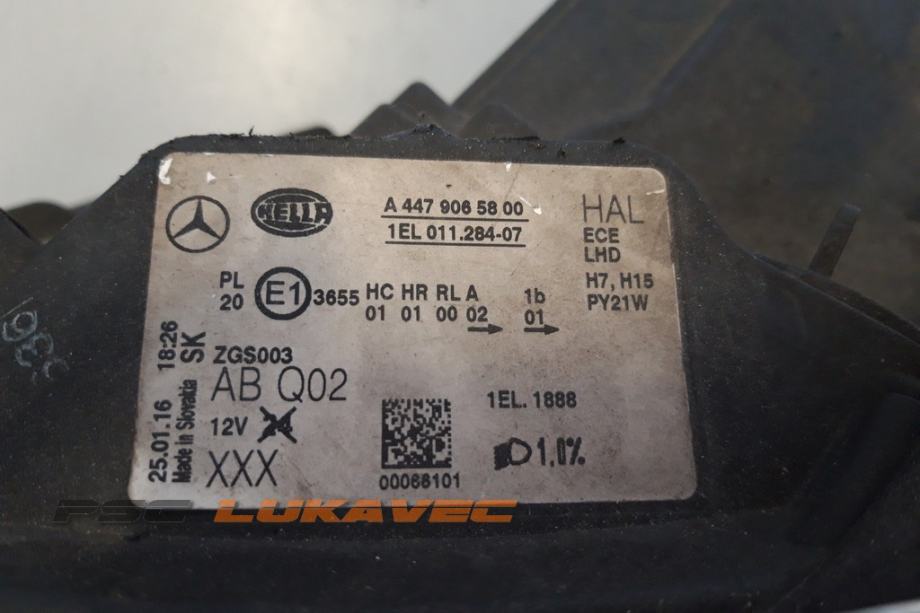 HELLA
A 447 906 58 00
1EL 011.284-07
HAL
ECE
LHD
H7, H15
PY21W
PL
20
E1
3655
HC HR RL A
01 01 00 02
1b
01
ZGS003
AB Q02
12V
XXX
25.01.16 18:26
Made in Slovakia SK
00066101
1EL. 1888
1,0%
PSC LUKAVEC